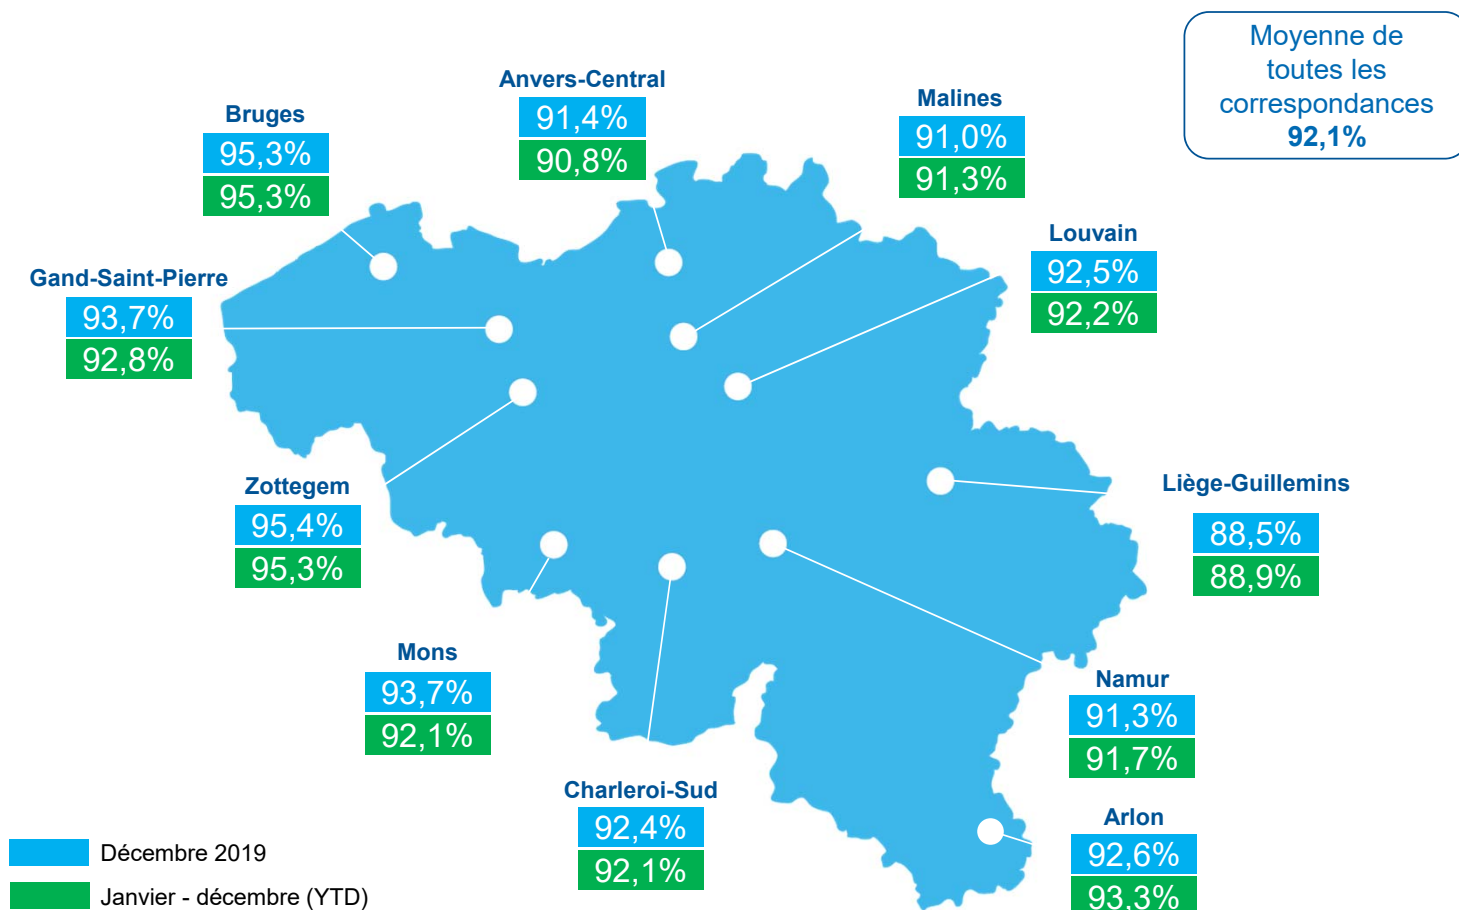 Moyenne de
toutes les
correspondances
92,1%
Anvers-Central
91,4%
90,8%
Malines
91,0%
91,3%
Bruges
95,3%
95,3%
Louvain
92,5%
92,2%
Gand-Saint-Pierre
93,7%
92,8%
Zottegem
95,4%
95,3%
Liège-Guillemins
88,5%
88,9%
Mons
93,7%
92,1%
Namur
91,3%
91,7%
Charleroi-Sud
92,4%
92,1%
Arlon
92,6%
93,3%
Décembre 2019
Janvier - décembre (YTD)